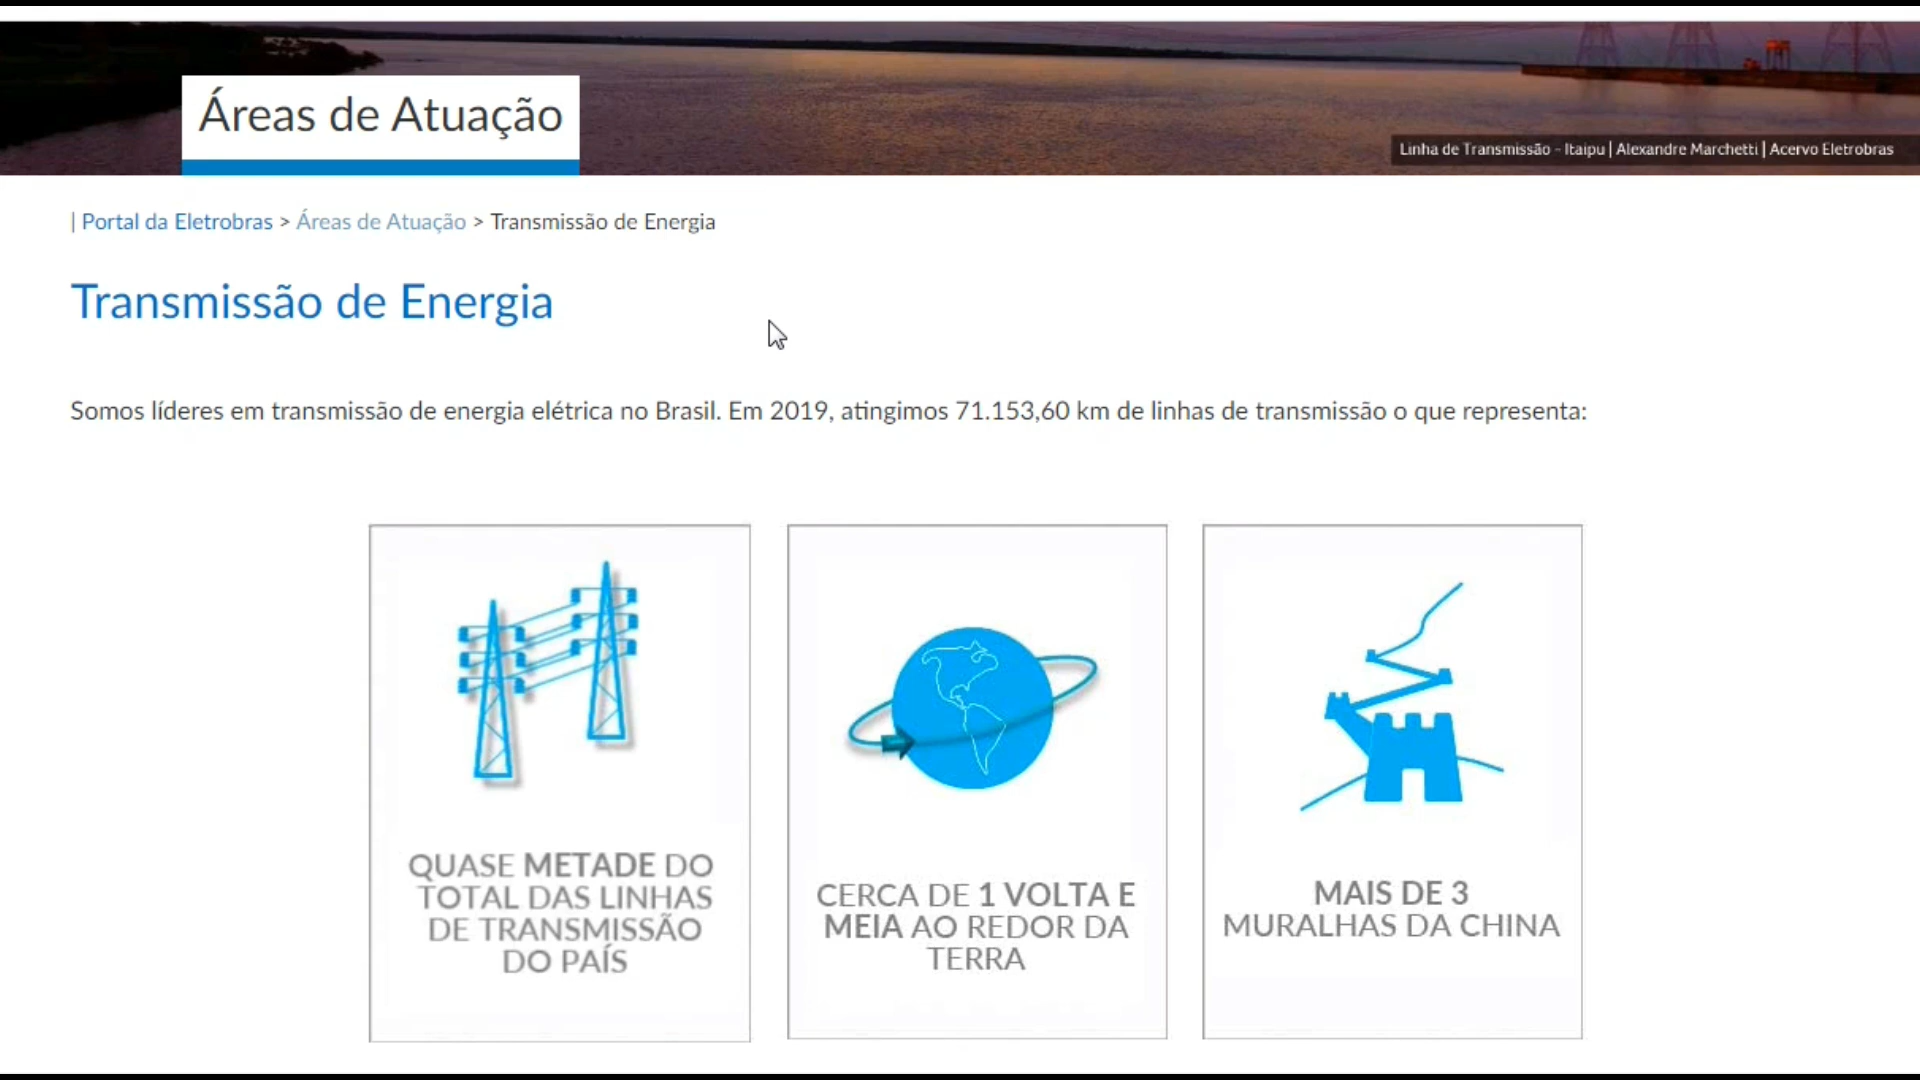 Áreas de Atuação
Linha de Transmissão - Itaipu | Alexandre Marchetti | Acervo Eletrobras
| Portal da Eletrobras > Áreas de Atuação > Transmissão de Energia
Transmissão de Energia
Somos líderes em transmissão de energia elétrica no Brasil. Em 2019, atingimos 71.153,60 km de linhas de transmissão o que representa:
QUASE METADE DO
TOTAL DAS LINHAS
DE TRANSMISSÃO
DO PAÍS
CERCA DE 1 VOLTA E
MEIA AO REDOR DA
TERRA
MAIS DE 3
MURALHAS DA CHINA